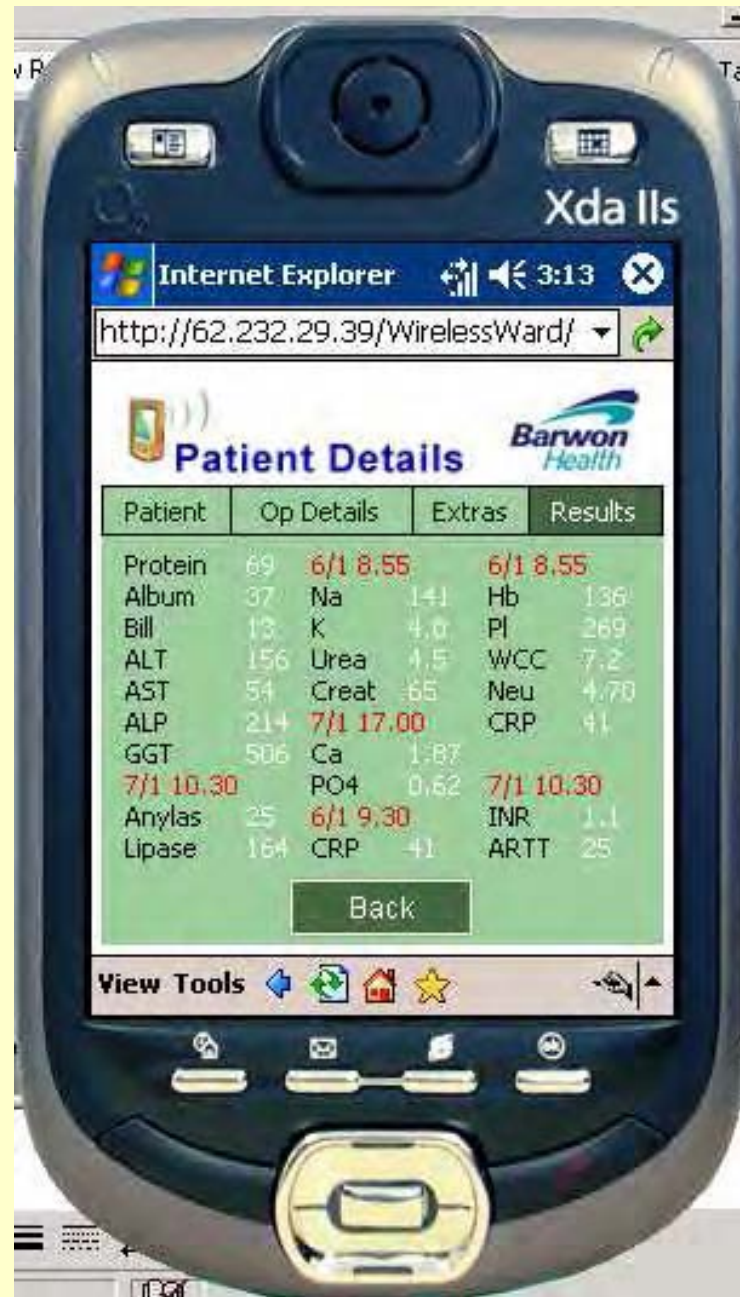 w R
Ta
Xda IIs
Internet Explorer 3:13
http://62.232.29.39/WirelessWard/
Patient Details Barwon Health
Patient Op Details Extras Results
Protein 69 6/1 8.55 6/1 8.55
Album 37 Na 141 Hb 136
Bill 13 K 4.0 Pl 269
ALT 156 Urea 4.5 WCC 7.2
AST 54 Creat 65 Neu 4.70
ALP 214 7/1 17.00 CRP 41
GGT 506 Ca 1.87
7/1 10.30 PO4 0.62 7/1 10.30
Anylas 25 6/1 9.30 INR 1.1
Lipase 164 CRP 41 ARTT 25
Back
View Tools